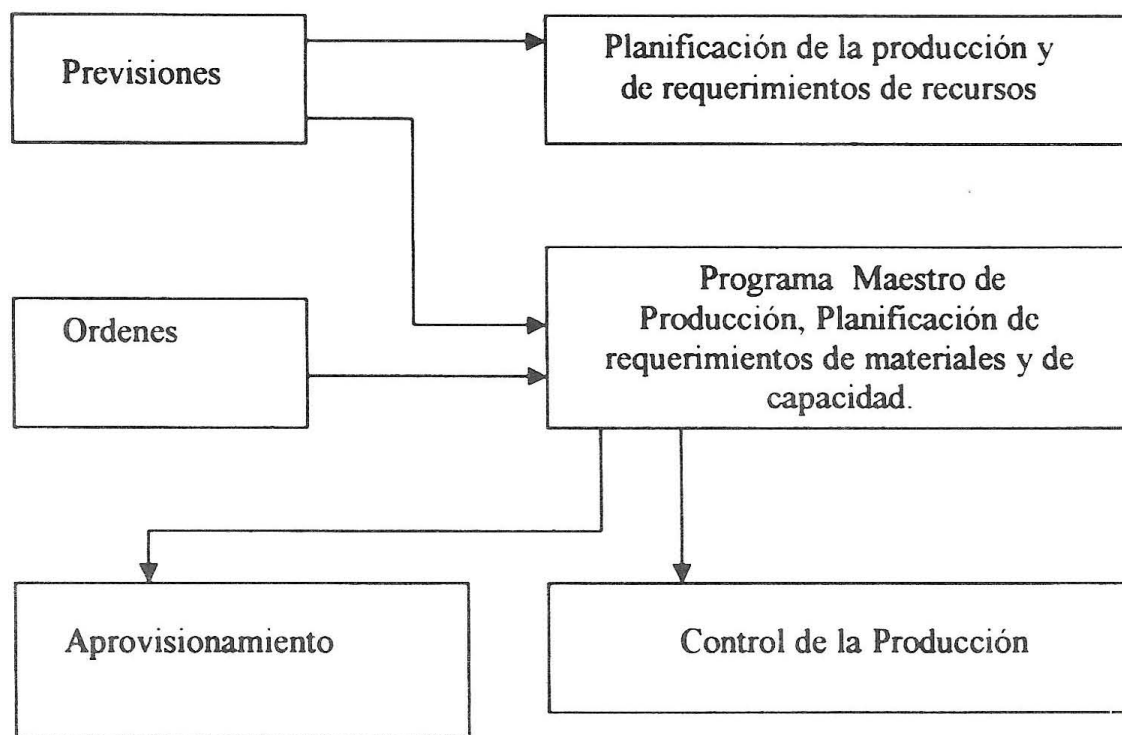 Previsiones
Planificación de la producción y
de requerimientos de recursos
Ordenes
Programa Maestro de
Producción, Planificación de
requerimientos de materiales y de
capacidad.
Aprovisionamiento
Control de la Producción